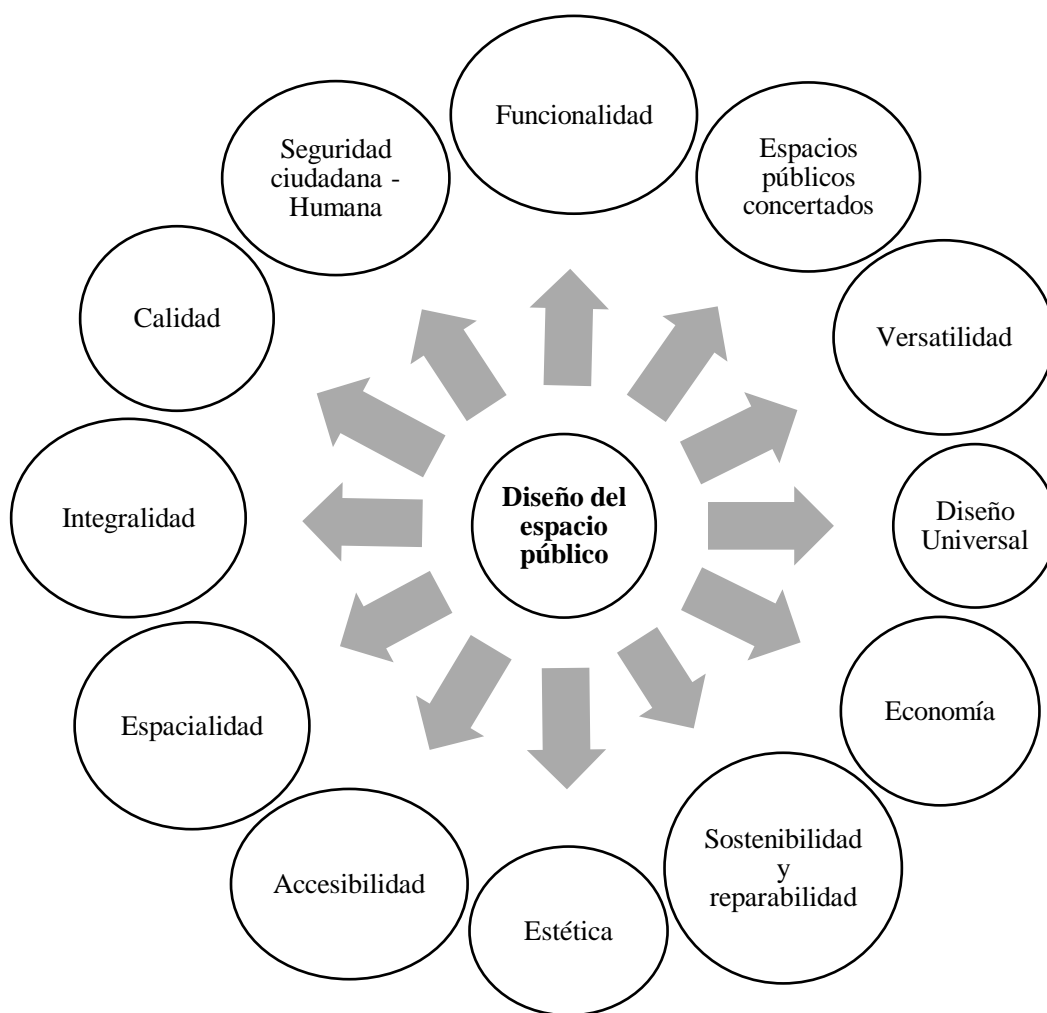 Funcionalidad
Espacios
públicos
concertados
Versatilidad
Diseño
Universal
Economía
Sostenibilidad
y
reparabilidad
Estética
Accesibilidad
Espacialidad
Integralidad
Calidad
Seguridad
ciudadana -
Humana
Diseño del
espacio
público